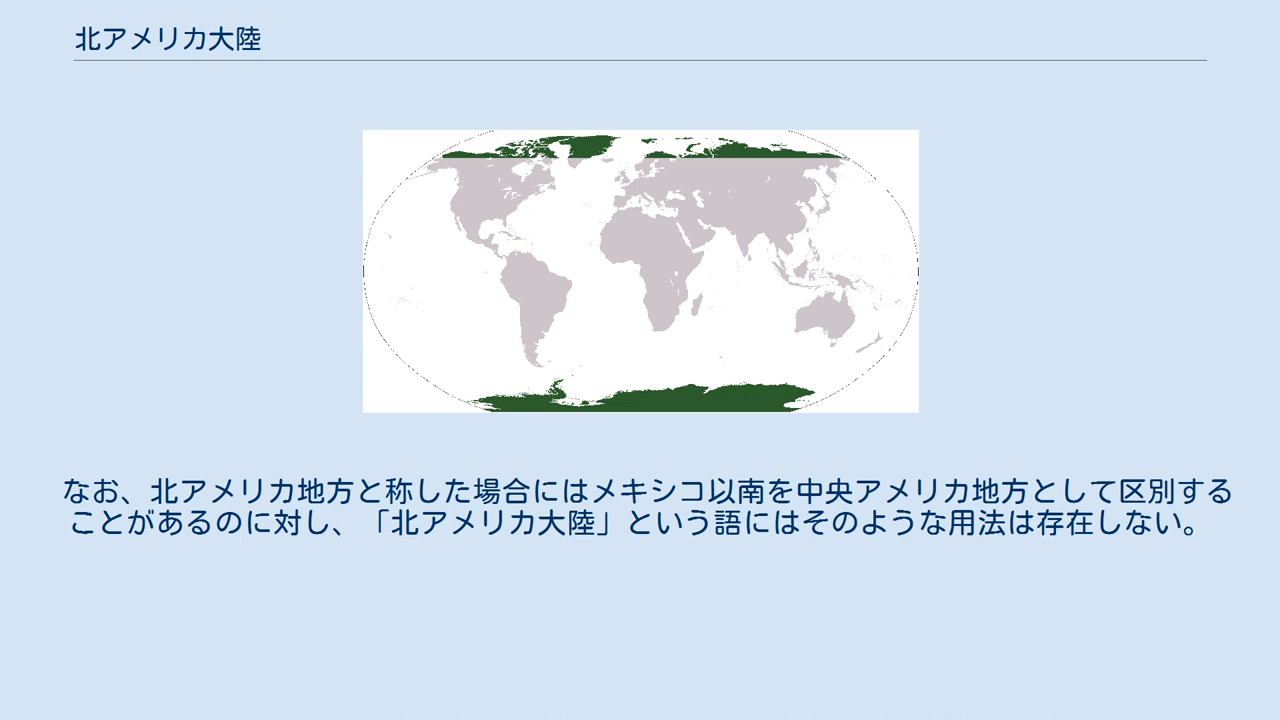 北アメリカ大陸
なお、北アメリカ地方と称した場合にはメキシコ以南を中央アメリカ地方として区別する
ことがあるのに対し、「北アメリカ大陸」という語にはそのような用法は存在しない。